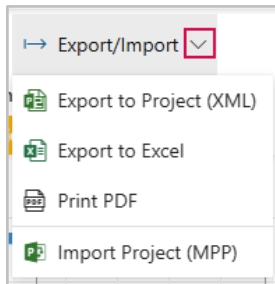 Export/Import
Export to Project (XML)
Export to Excel
Print PDF
Import Project (MPP)